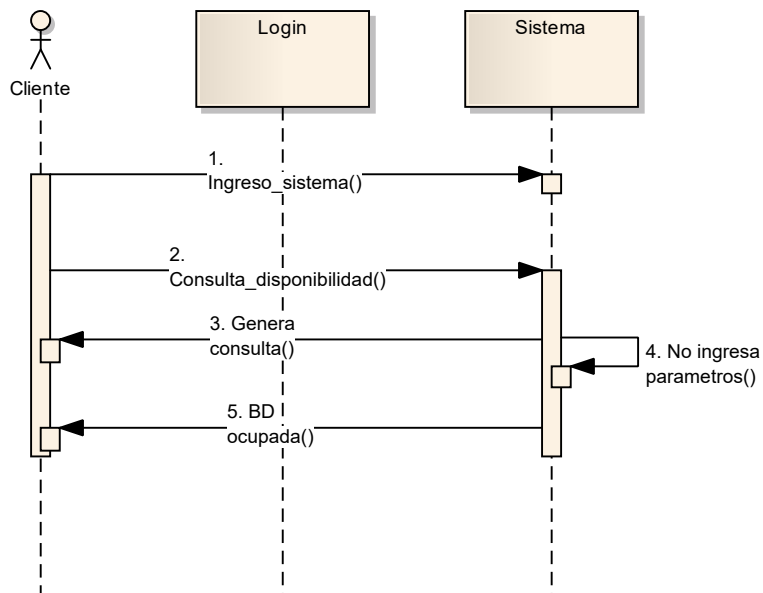 Cliente
Login
Sistema
1.
Ingreso_sistema()
2.
Consulta_disponibilidad()
3. Genera
consulta()
4. No ingresa
parametros()
5. BD
ocupada()